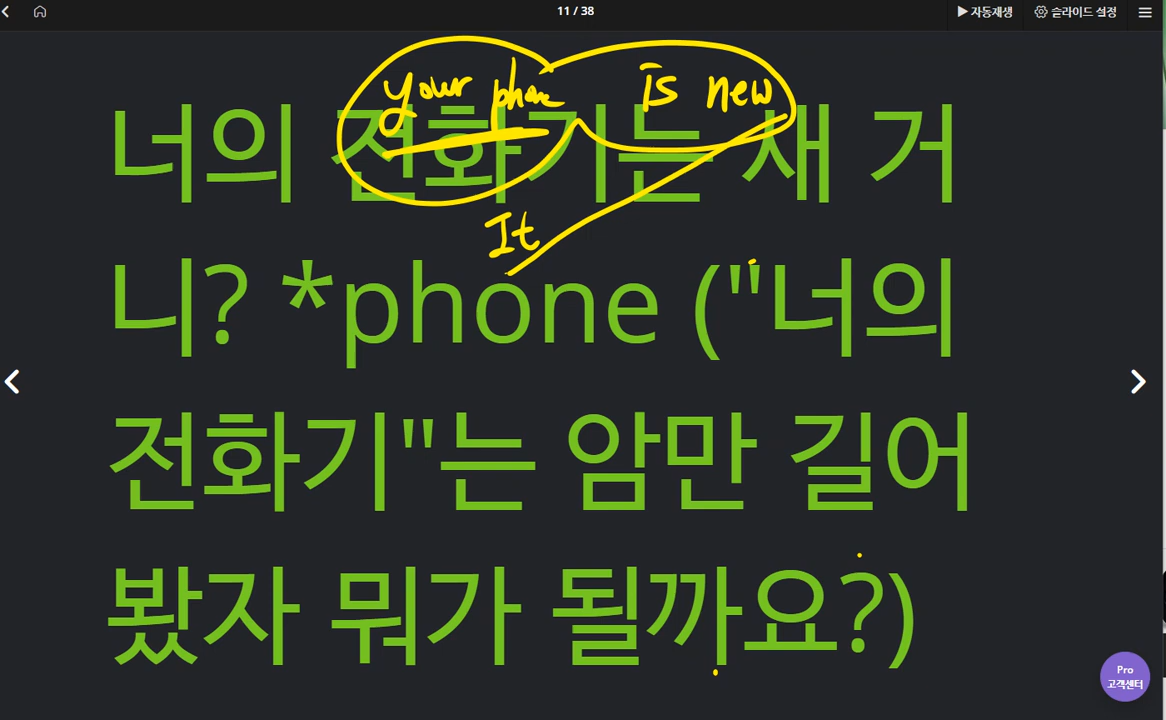 11 / 38
▶ 자동재생
슬라이드 설정
your phone is new
너의 전화기는 새 거
It
니? *phone ("너의
전화기"는 암만 길어
봤자 뭐가 될까요?)
Pro
고객센터